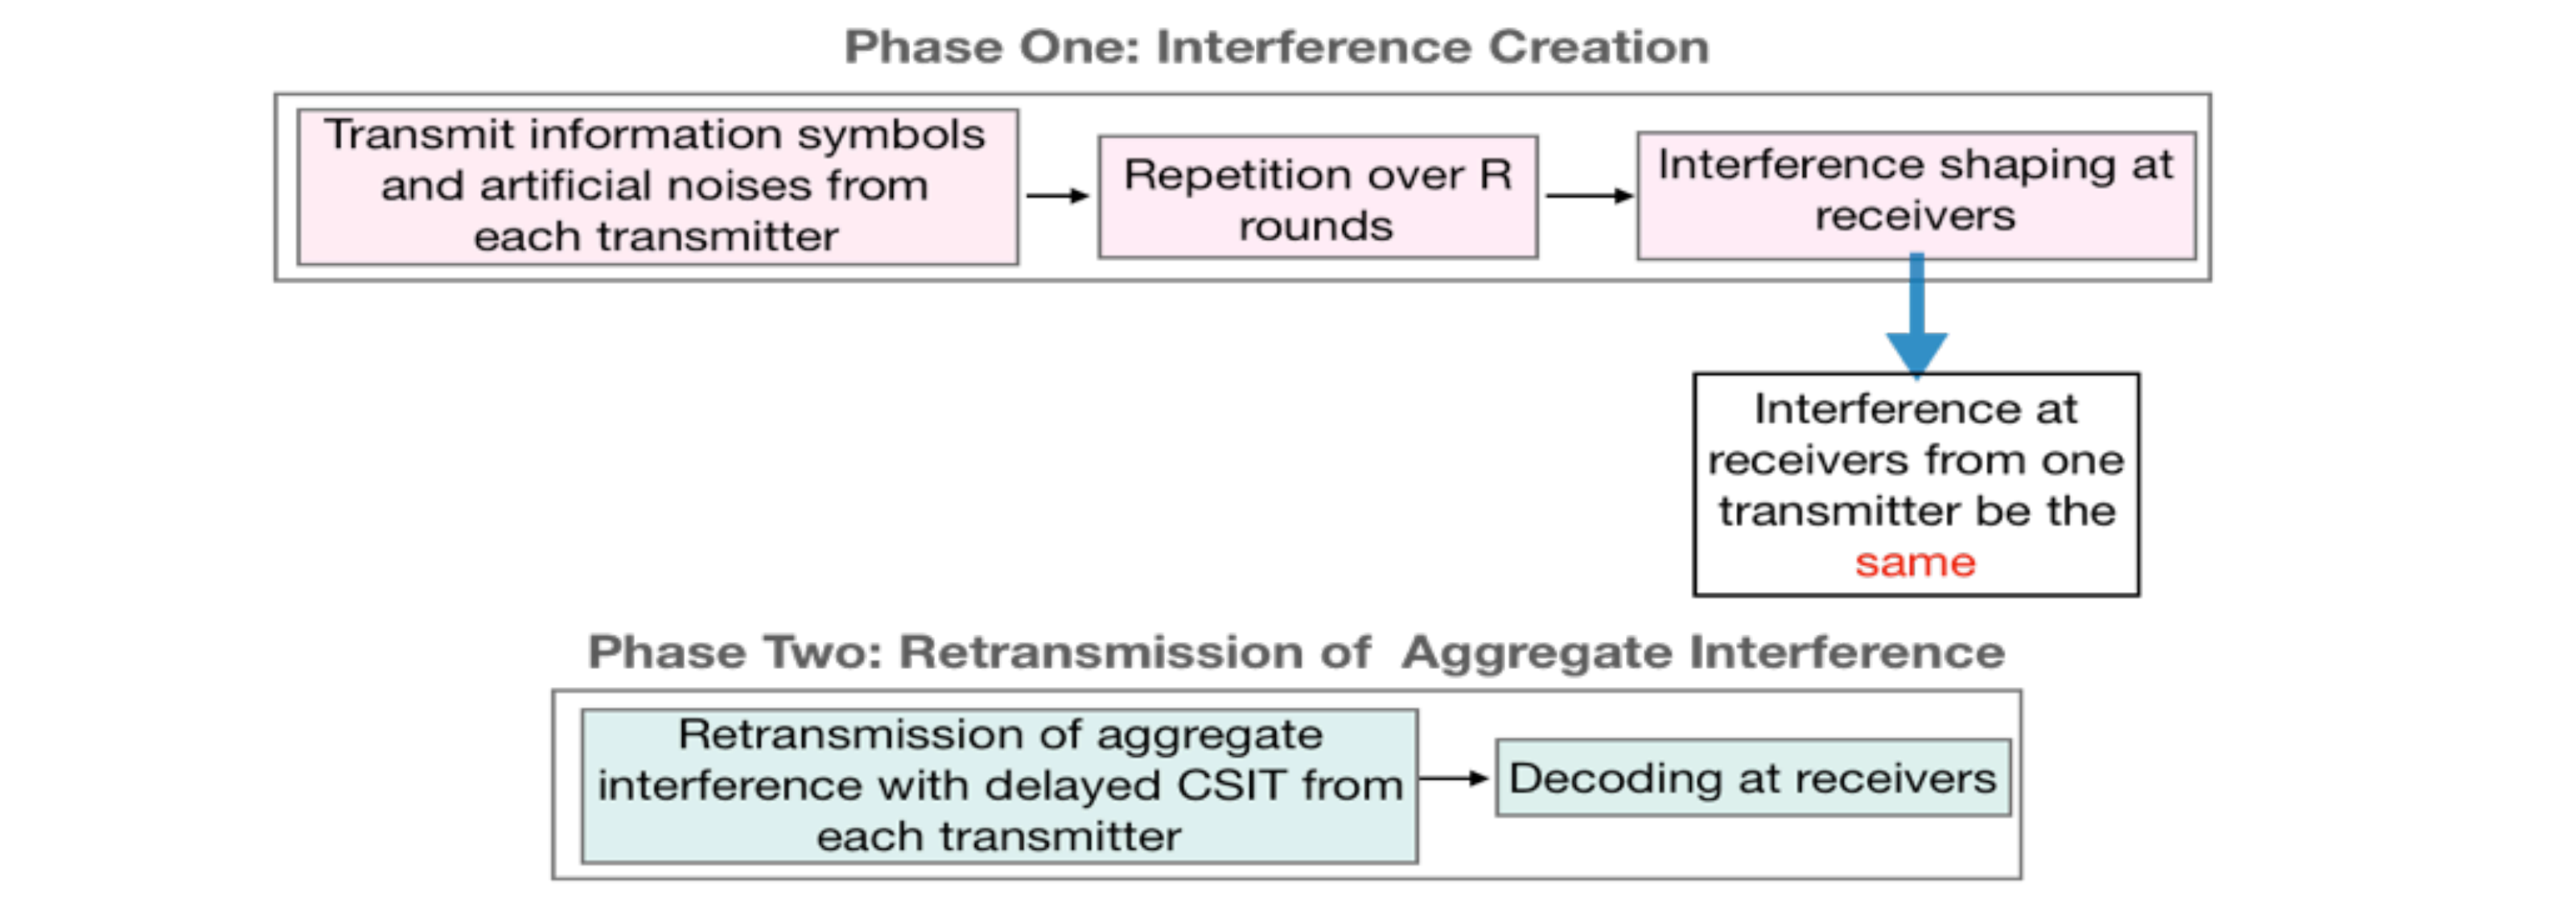 Phase One: Interference Creation
Transmit information symbols
and artificial noises from
each transmitter
Repetition over R
rounds
Interference shaping at
receivers
Interference at
receivers from one
transmitter be the
same
Phase Two: Retransmission of Aggregate Interference
Retransmission of aggregate
interference with delayed CSIT from
each transmitter
Decoding at receivers